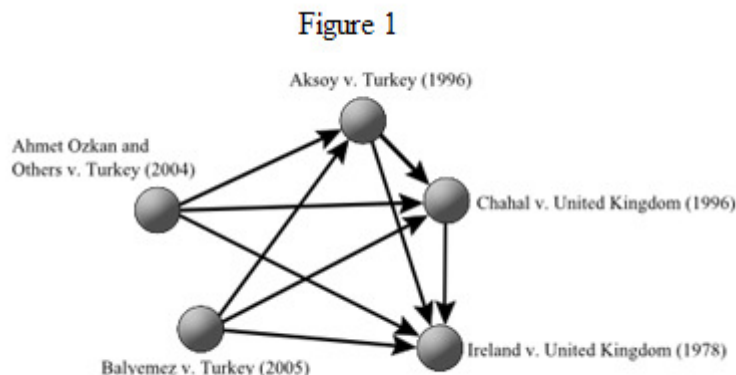 Figure 1
Aksoy v. Turkey (1996)
Ahmet Ozkan and
Others v. Turkey (2004)
Chahal v. United Kingdom (1996)
Ireland v. United Kingdom (1978)
Balyemez v. Turkey (2005)